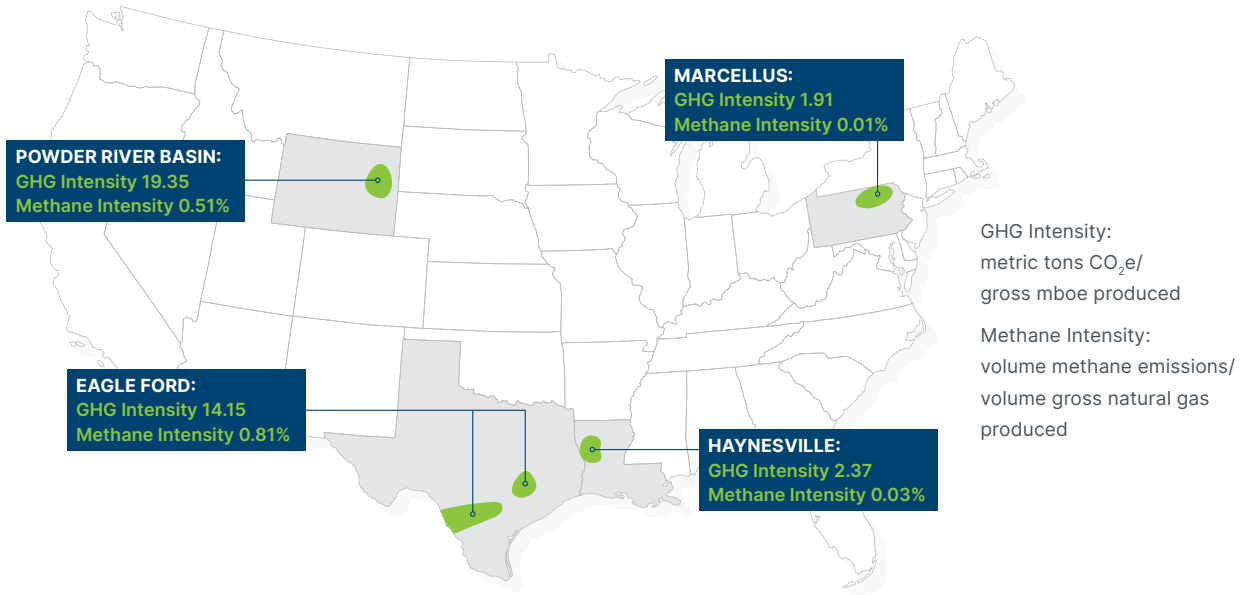 MARCELLUS:
GHG Intensity 1.91
Methane Intensity 0.01%
POWDER RIVER BASIN:
GHG Intensity 19.35
Methane Intensity 0.51%
GHG Intensity:
metric tons CO₂e/
gross mboe produced
Methane Intensity:
volume methane emissions/
volume gross natural gas
produced
EAGLE FORD:
GHG Intensity 14.15
Methane Intensity 0.81%
HAYNESVILLE:
GHG Intensity 2.37
Methane Intensity 0.03%